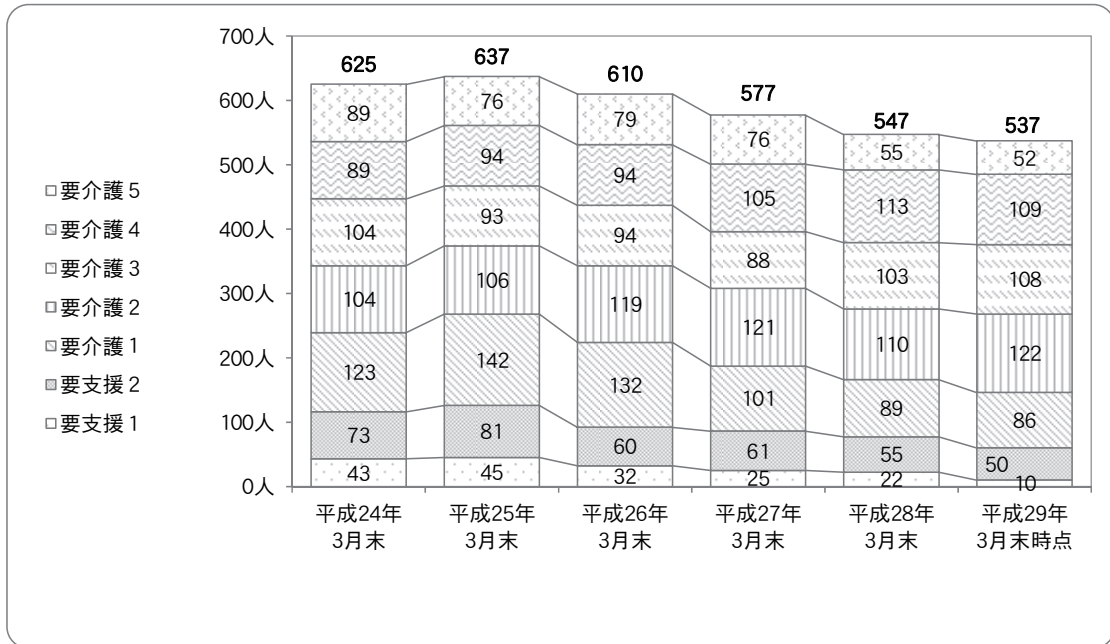 700人
600人
500人
400人
300人
200人
100人
0人
要介護5
要介護4
要介護3
要介護2
要介護1
要支援2
要支援1
625
89
89
104
104
123
73
43
637
76
94
93
106
142
81
45
610
79
94
94
119
132
60
32
577
76
105
88
121
101
61
25
547
55
113
103
110
89
55
22
537
52
109
108
122
86
50
10
平成24年
3月末
平成25年
3月末
平成26年
3月末
平成27年
3月末
平成28年
3月末
平成29年
3月末時点